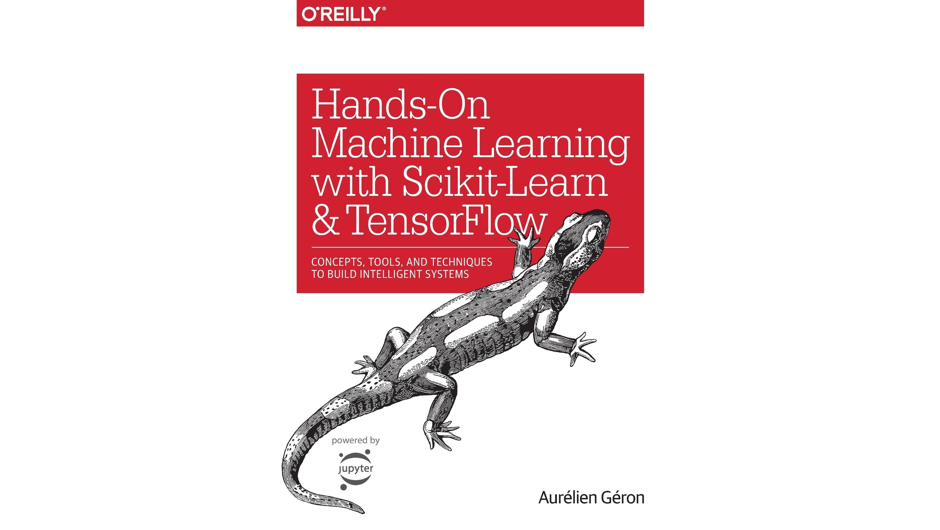 O'REILLY®
Hands-On
Machine Learning
with Scikit-Learn
& TensorFlow
CONCEPTS, TOOLS, AND TECHNIQUES
TO BUILD INTELLIGENT SYSTEMS
powered by
jupyter
Aurélien Géron